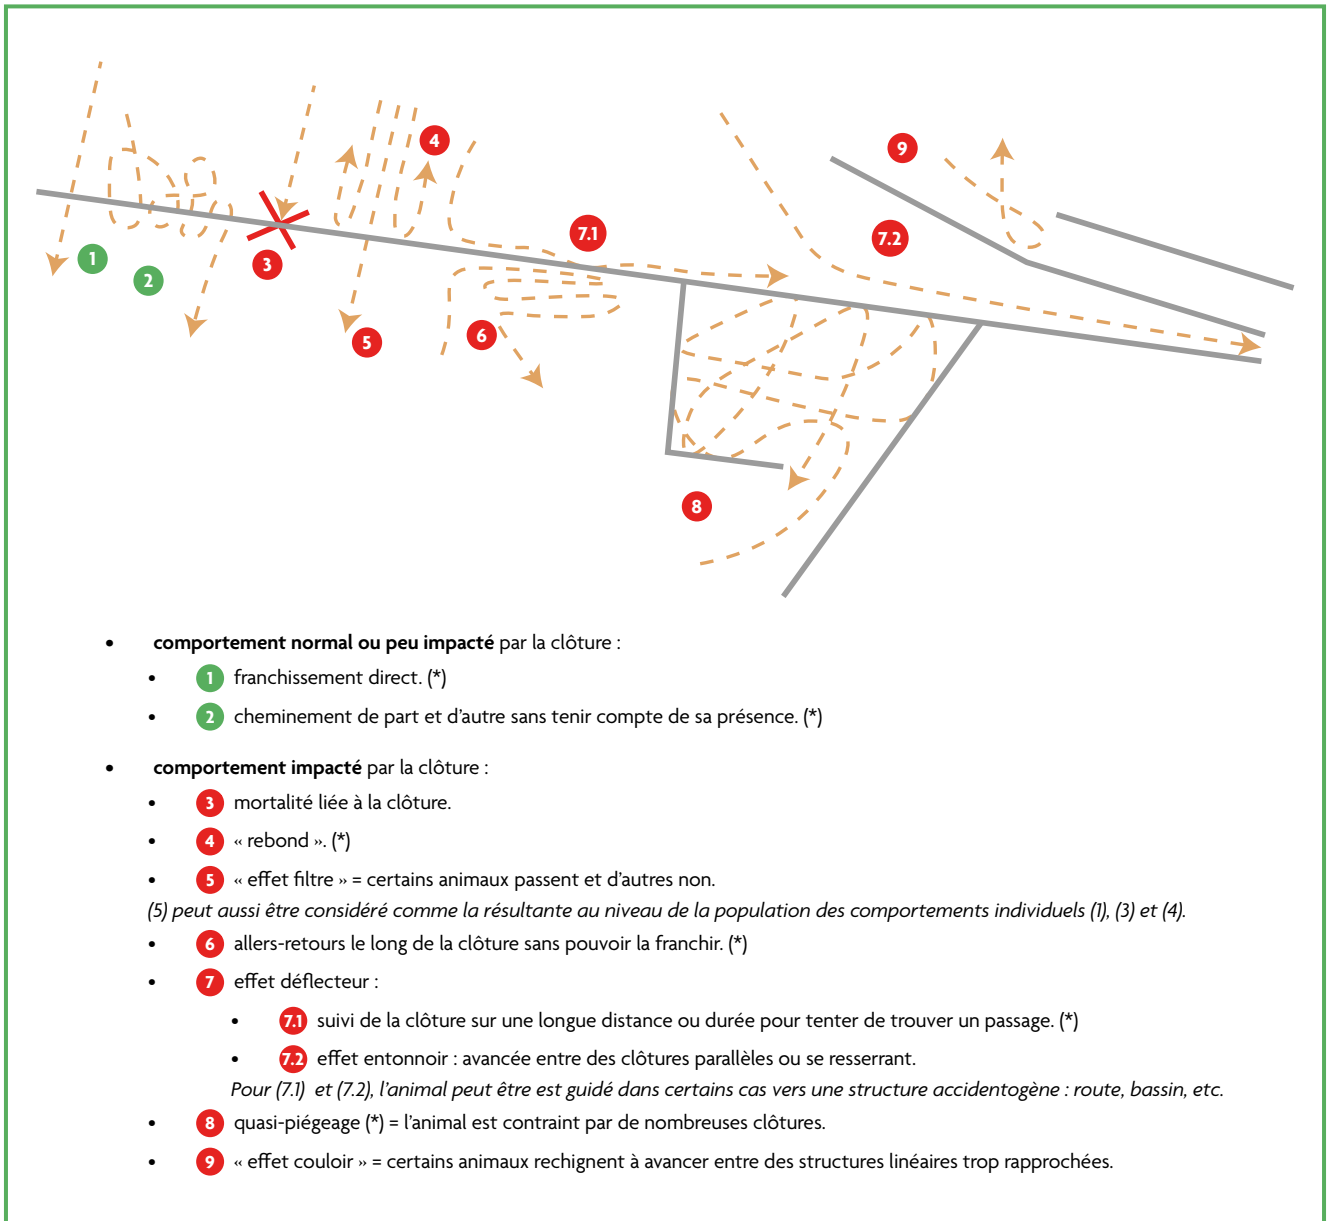 4
9
7.1
7.2
1
2
3
5
6
8
• comportement normal ou peu impacté par la clôture :
• 1 franchissement direct. (*)
• 2 cheminement de part et d'autre sans tenir compte de sa présence. (*)
• comportement impacté par la clôture :
• 3 mortalité liée à la clôture.
• 4 « rebond ». (*)
• 5 « effet filtre » = certains animaux passent et d'autres non.
(5) peut aussi être considéré comme la résultante au niveau de la population des comportements individuels (1), (3) et (4).
• 6 allers-retours le long de la clôture sans pouvoir la franchir. (*)
• 7 effet déflecteur :
• 7.1 suivi de la clôture sur une longue distance ou durée pour tenter de trouver un passage. (*)
• 7.2 effet entonnoir : avancée entre des clôtures parallèles ou se resserrant.
Pour (7.1) et (7.2), l'animal peut être est guidé dans certains cas vers une structure accidentogène : route, bassin, etc.
• 8 quasi-piégeage (*) = l'animal est contraint par de nombreuses clôtures.
• 9 « effet couloir » = certains animaux rechignent à avancer entre des structures linéaires trop rapprochées.